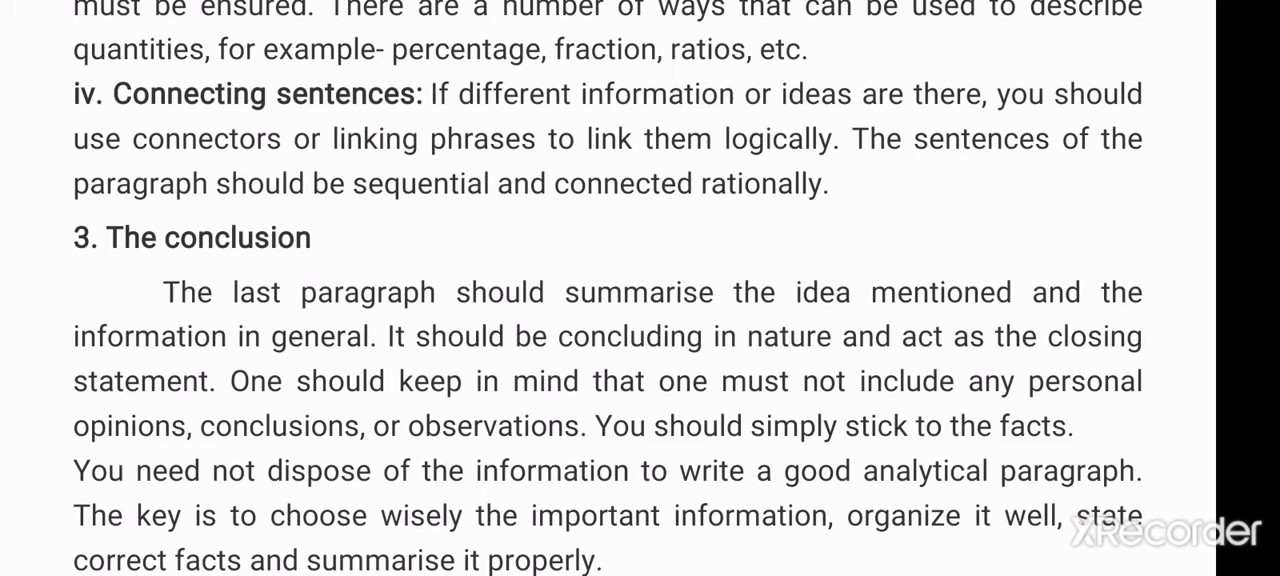 must be ensured. There are a number of ways that can be used to describe
quantities, for example- percentage, fraction, ratios, etc.
iv. Connecting sentences: If different information or ideas are there, you should
use connectors or linking phrases to link them logically. The sentences of the
paragraph should be sequential and connected rationally.
3. The conclusion
The last paragraph should summarise the idea mentioned and the
information in general. It should be concluding in nature and act as the closing
statement. One should keep in mind that one must not include any personal
opinions, conclusions, or observations. You should simply stick to the facts.
You need not dispose of the information to write a good analytical paragraph.
The key is to choose wisely the important information, organize it well, state
correct facts and summarise it properly.
XRecorder